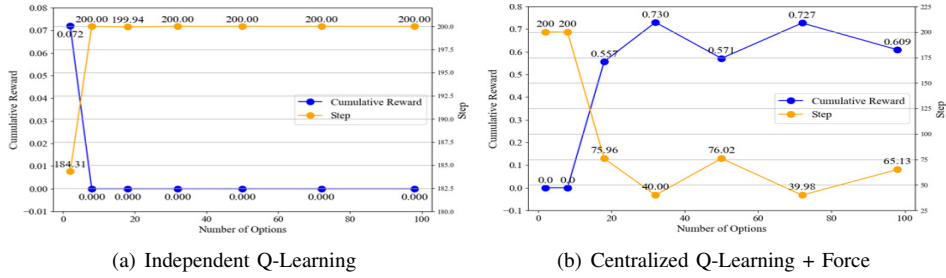 0.08
0.07
0.06
0.05
0.04
0.03
0.02
0.01
0.00
−0.01
Cumulative Reward
0.072
184.31
200.00 199.94 200.00 200.00 200.00 200.00
0.000 0.000 0.000 0.000 0.000 0.000
Cumulative Reward
Step
200.0
197.5
195.0
192.5
190.0
187.5
185.0
182.5
180.0
Step
0 20 40 60 80 100
Number of Options
(a) Independent Q-Learning
0.8
0.7
0.6
0.5
0.4
0.3
0.2
0.1
0.0
−0.1
Cumulative Reward
200 200
0.557 0.730 0.571 0.727 0.609
0.0 0.0
75.96 40.00 76.02 39.98 65.13
Cumulative Reward
Step
225
200
175
150
125
100
75
50
25
Step
0 20 40 60 80 100
Number of Options
(b) Centralized Q-Learning + Force